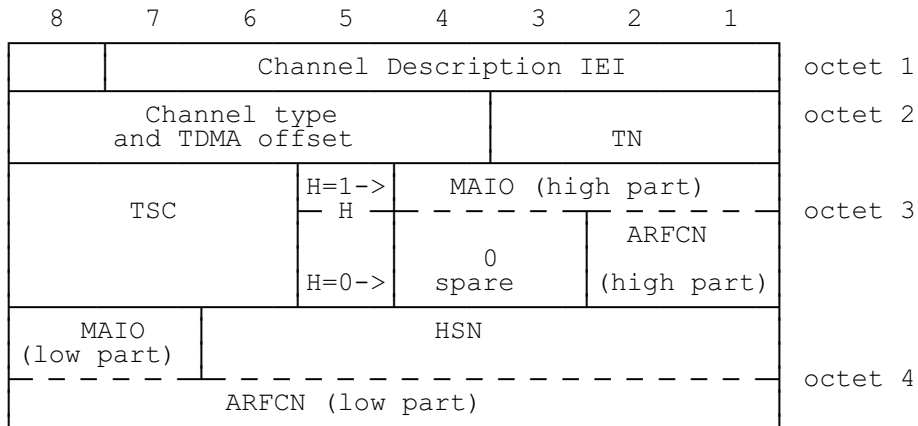 8 7 6 5 4 3 2 1
Channel Description IEI octet 1
Channel type octet 2
and TDMA offset TN
H=1-> MAIO (high part)
TSC H octet 3
ARFCN
0
H=0-> spare (high part)
MAIO HSN
(low part)
octet 4
ARFCN (low part)